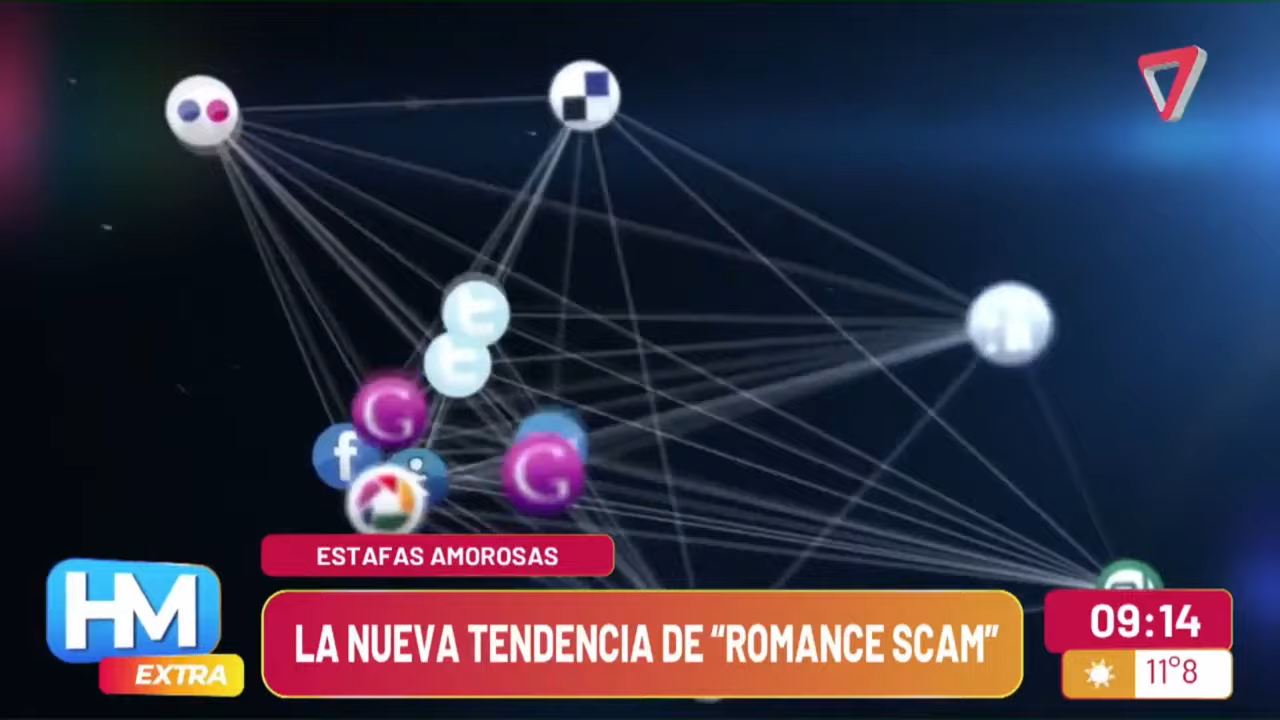 t
t
G
f
G
ESTAFAS AMOROSAS
HM
EXTRA
LA NUEVA TENDENCIA DE “ROMANCE SCAM”
09:14
11°8